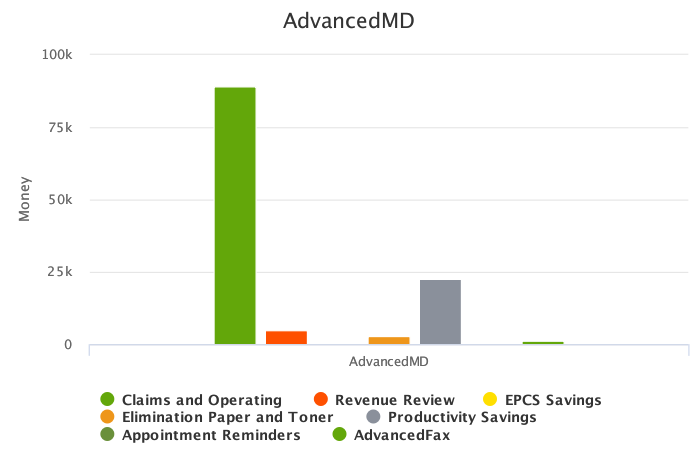 AdvancedMD
100k
75k
50k
25k
0
Money
AdvancedMD
Claims and Operating Revenue Review EPCS Savings
Elimination Paper and Toner Productivity Savings
Appointment Reminders AdvancedFax